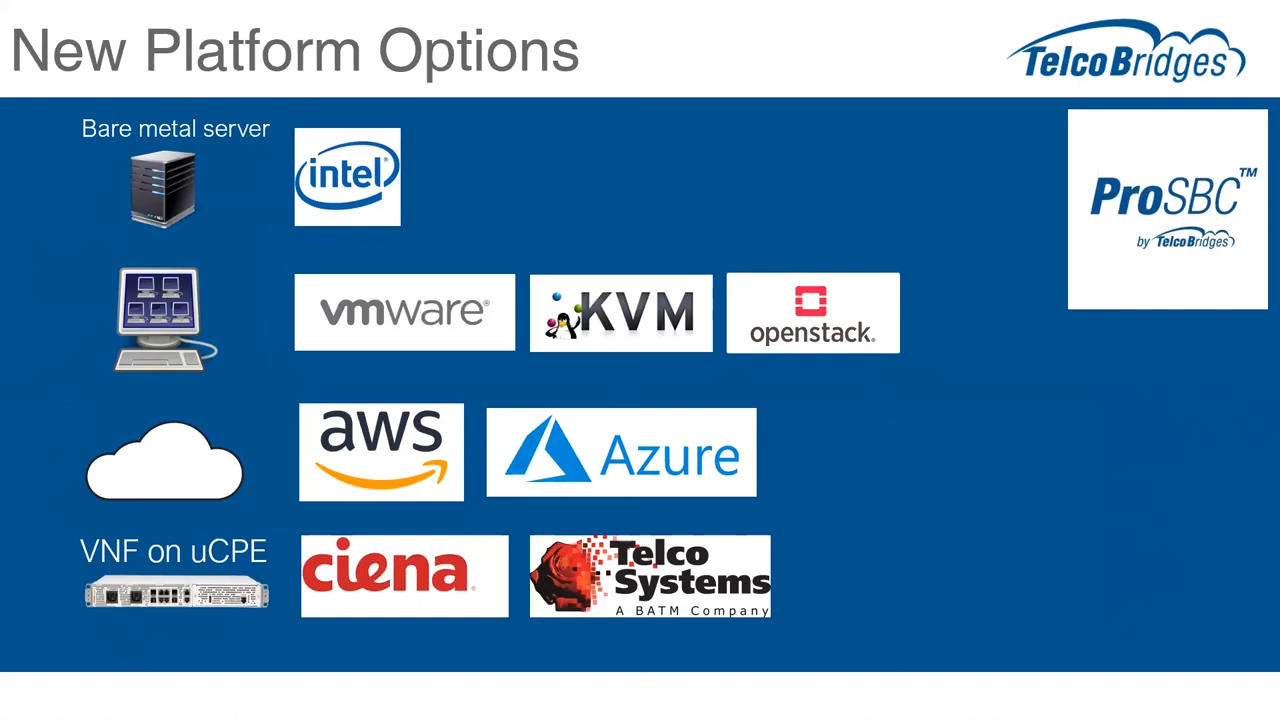 New Platform Options
TelcoBridges
Bare metal server
intel®
ProSBC™
by TelcoBridges
vmware®
KVM
openstack.
aws
Azure
VNF on uCPE
ciena®
Telco
Systems
A BATM Company